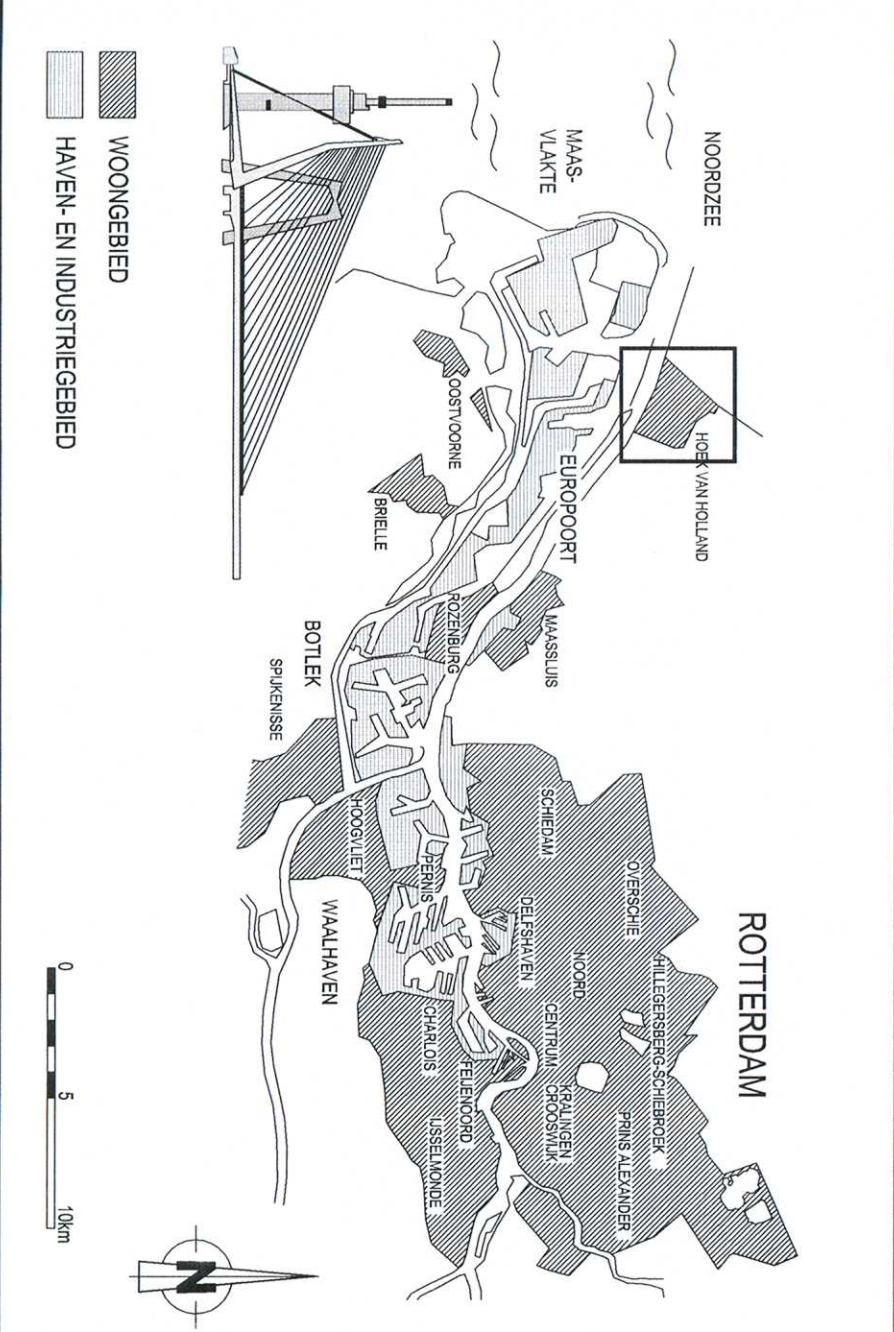 ROTTERDAM
NOORDZEE
MAAS-
VLAKTE
HOEK VAN HOLLAND
EUROPOORT
OOSTVOORNE
BRIELLE
MAASSLUIS
ROZENBURG
BOTLEK
SPIJKENISSE
HOOGVLIET
PERNIS
SCHIEDAM
OVERSCHIE
HILLEGERSBERG-SCHIEBROEK
DELFSHAVEN
NOORD
CENTRUM
KRALINGEN
CROOSWIJK
PRINS ALEXANDER
WAALHAVEN
CHARLOIS
FEIJENOORD
IJSSELMONDE
WOONGEBIED
HAVEN- EN INDUSTRIEGEBIED
0 5 10km
N